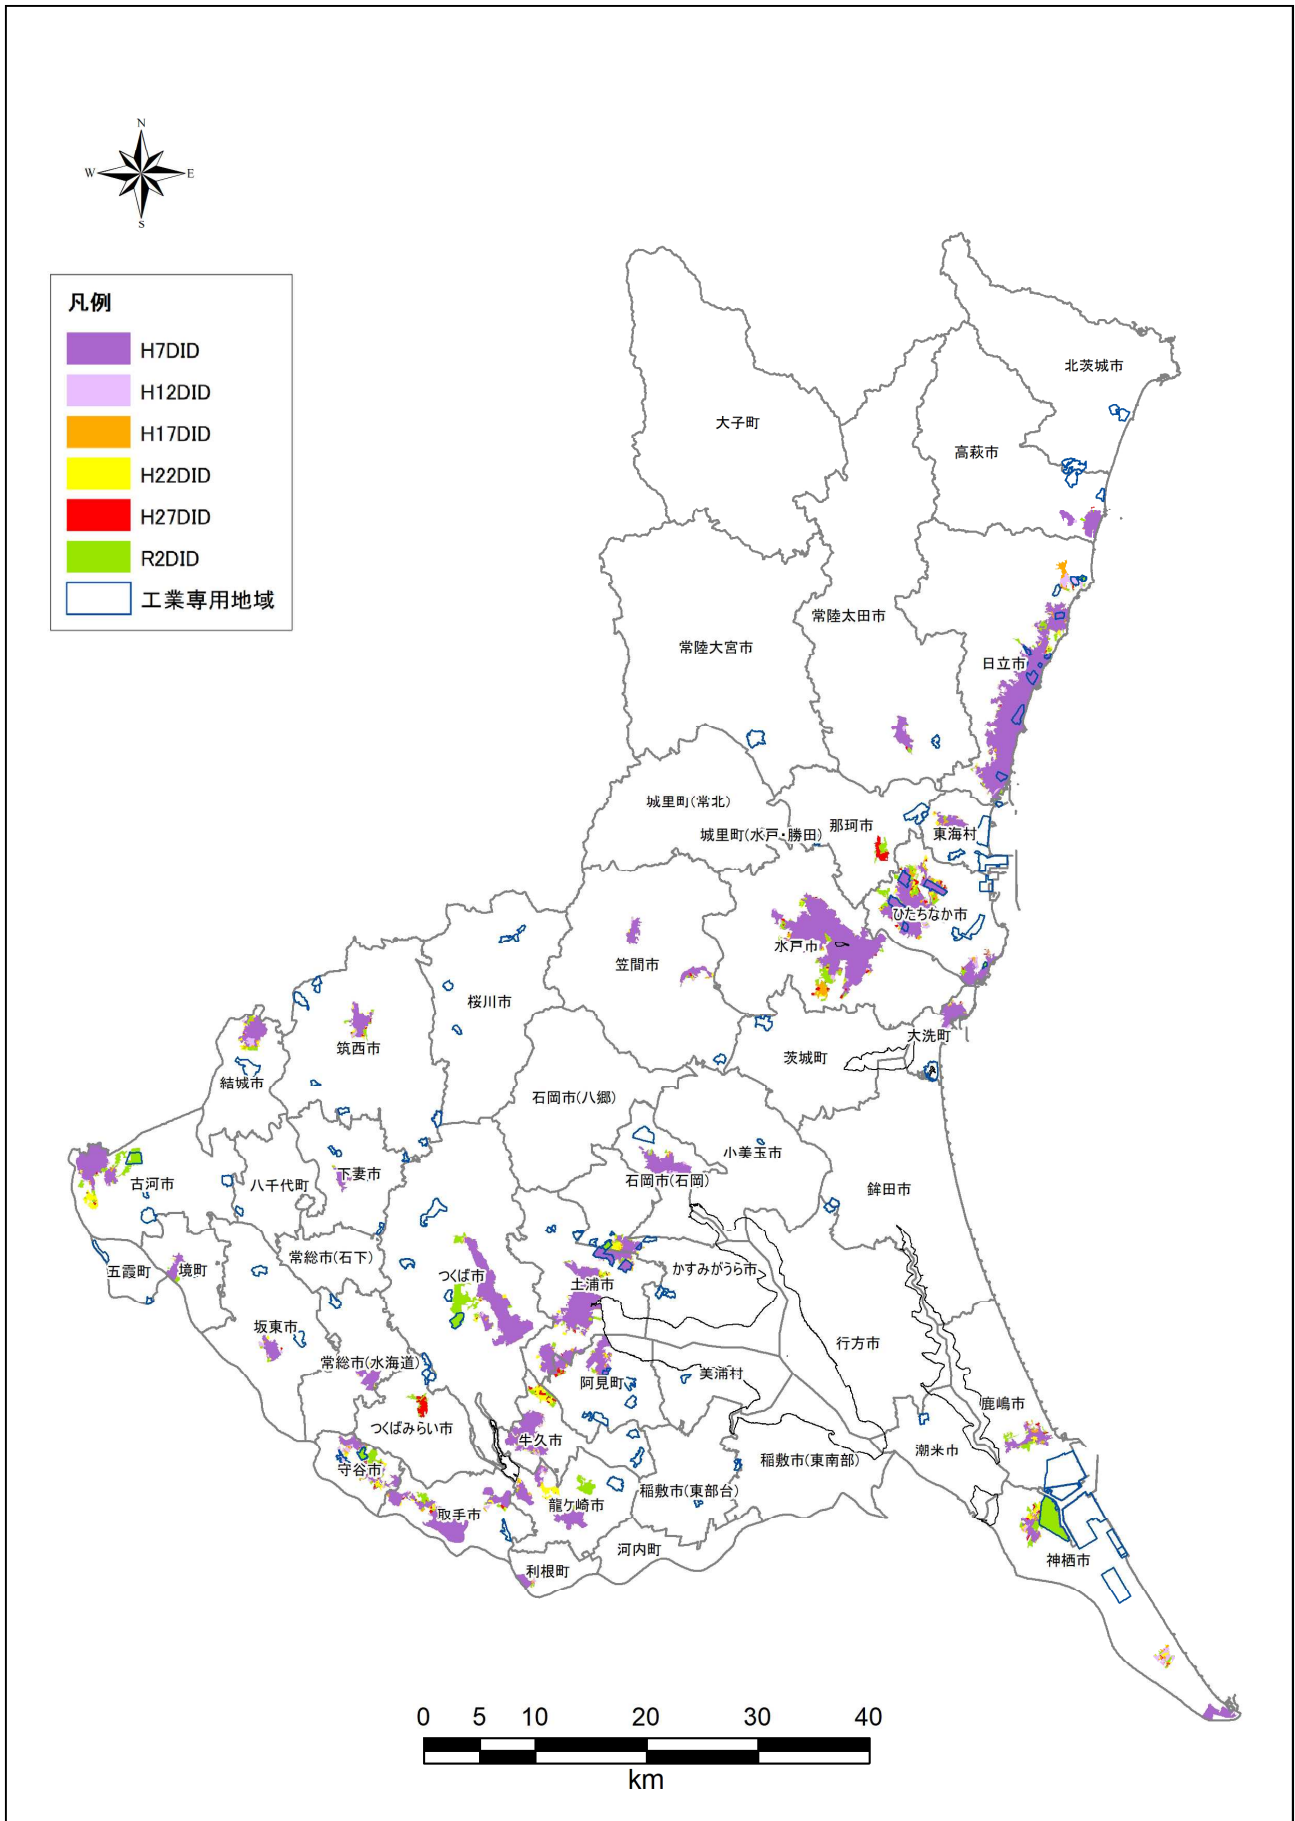 N
W
E
S
凡例
H7DID
H12DID
H17DID
H22DID
H27DID
R2DID
工業専用地域
北茨城市
大子町
高萩市
常陸太田市
常陸大宮市
日立市
城里町(常北)
那珂市
城里町(水戸・勝田)
東海村
ひたちなか市
水戸市
笠間市
桜川市
大洗町
筑西市
茨城町
結城市
石岡市(八郷)
小美玉市
下妻市
石岡市(石岡)
古河市
八千代町
鉾田市
常総市(石下)
かすみがうら市
五霞町
境町
つくば市
土浦市
坂東市
行方市
常総市(水海道)
美浦村
阿見町
鹿嶋市
つくばみらい市
牛久市
潮来市
稲敷市(東南部)
守谷市
稲敷市(東部台)
龍ケ崎市
取手市
河内町
神栖市
利根町
0 5 10 20 30 40
km